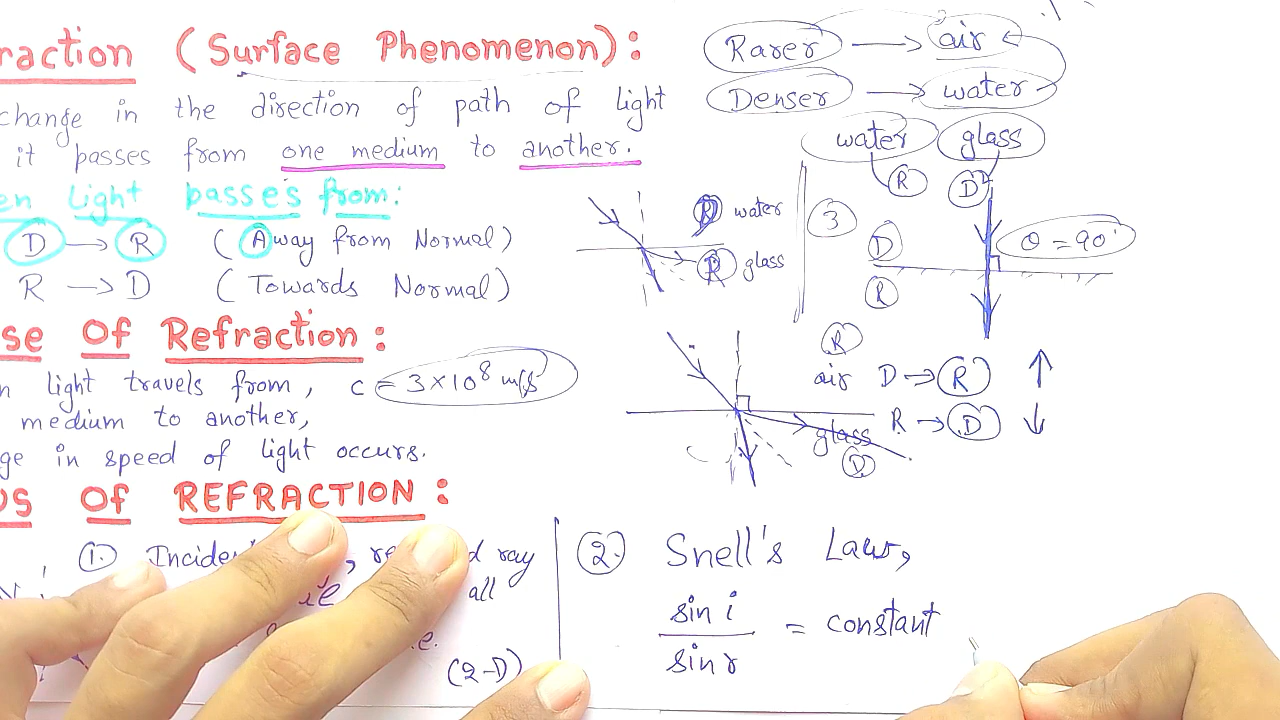 raction (Surface Phenomenon):
change in the direction of path of light
it passes from one medium to another.
en Light passes from:
D → R (Away from Normal)
R → D (Towards Normal)
se Of Refraction:
n light travels from, c = 3×10⁸ m/s
medium to another,
ge in speed of light occurs.
Of REFRACTION:
1. ray
all
(2-D)
Rarer → air
Denser → water
water glass
R D
water
glass
3
D
R
θ = 90°
R
air D → R ↑
glass R → D ↓
D
2. Snell's Law,
sin i
sin r
= constant